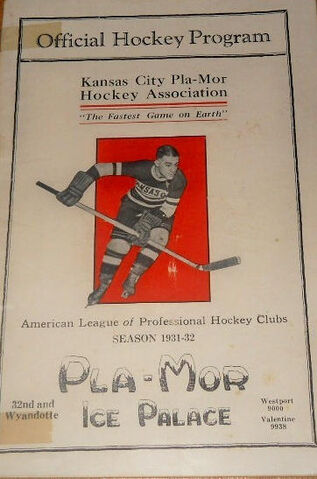 Official Hockey Program
Kansas City Pla-Mor
Hockey Association
"The Fastest Game on Earth"
American League of Professional Hockey Clubs
SEASON 1931-32
PLA-MOR
ICE PALACE
32nd and
Wyandotte
Westport
9000
Valentine
9938